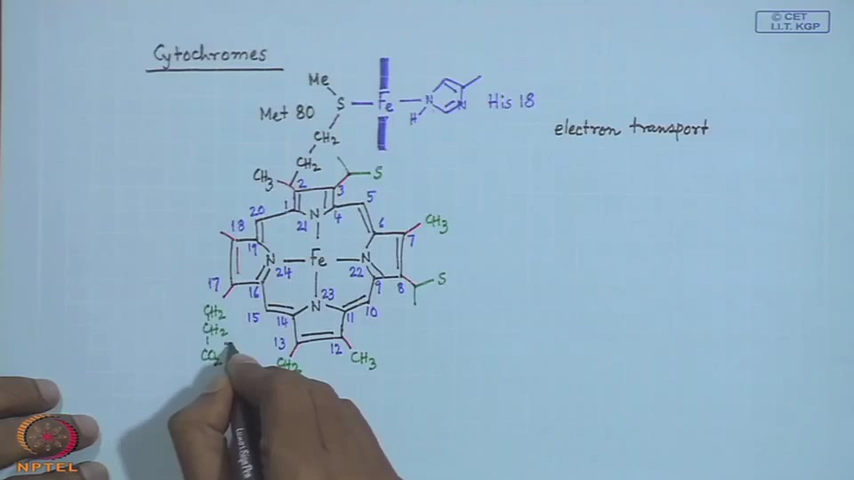 © CET
I.I.T. KGP
Cytochromes
Me
S
Fe
N
N
H
His 18
Met 80
CH2
electron transport
CH2
CH3
2
3
S
20
1
N
4
5
18
21
6
CH3
7
19
N
24
Fe
22
N
S
17
16
23
9
8
CH2
15
14
N
11
10
CH2
13
12
CO2
CH2
CH3
NPTEL